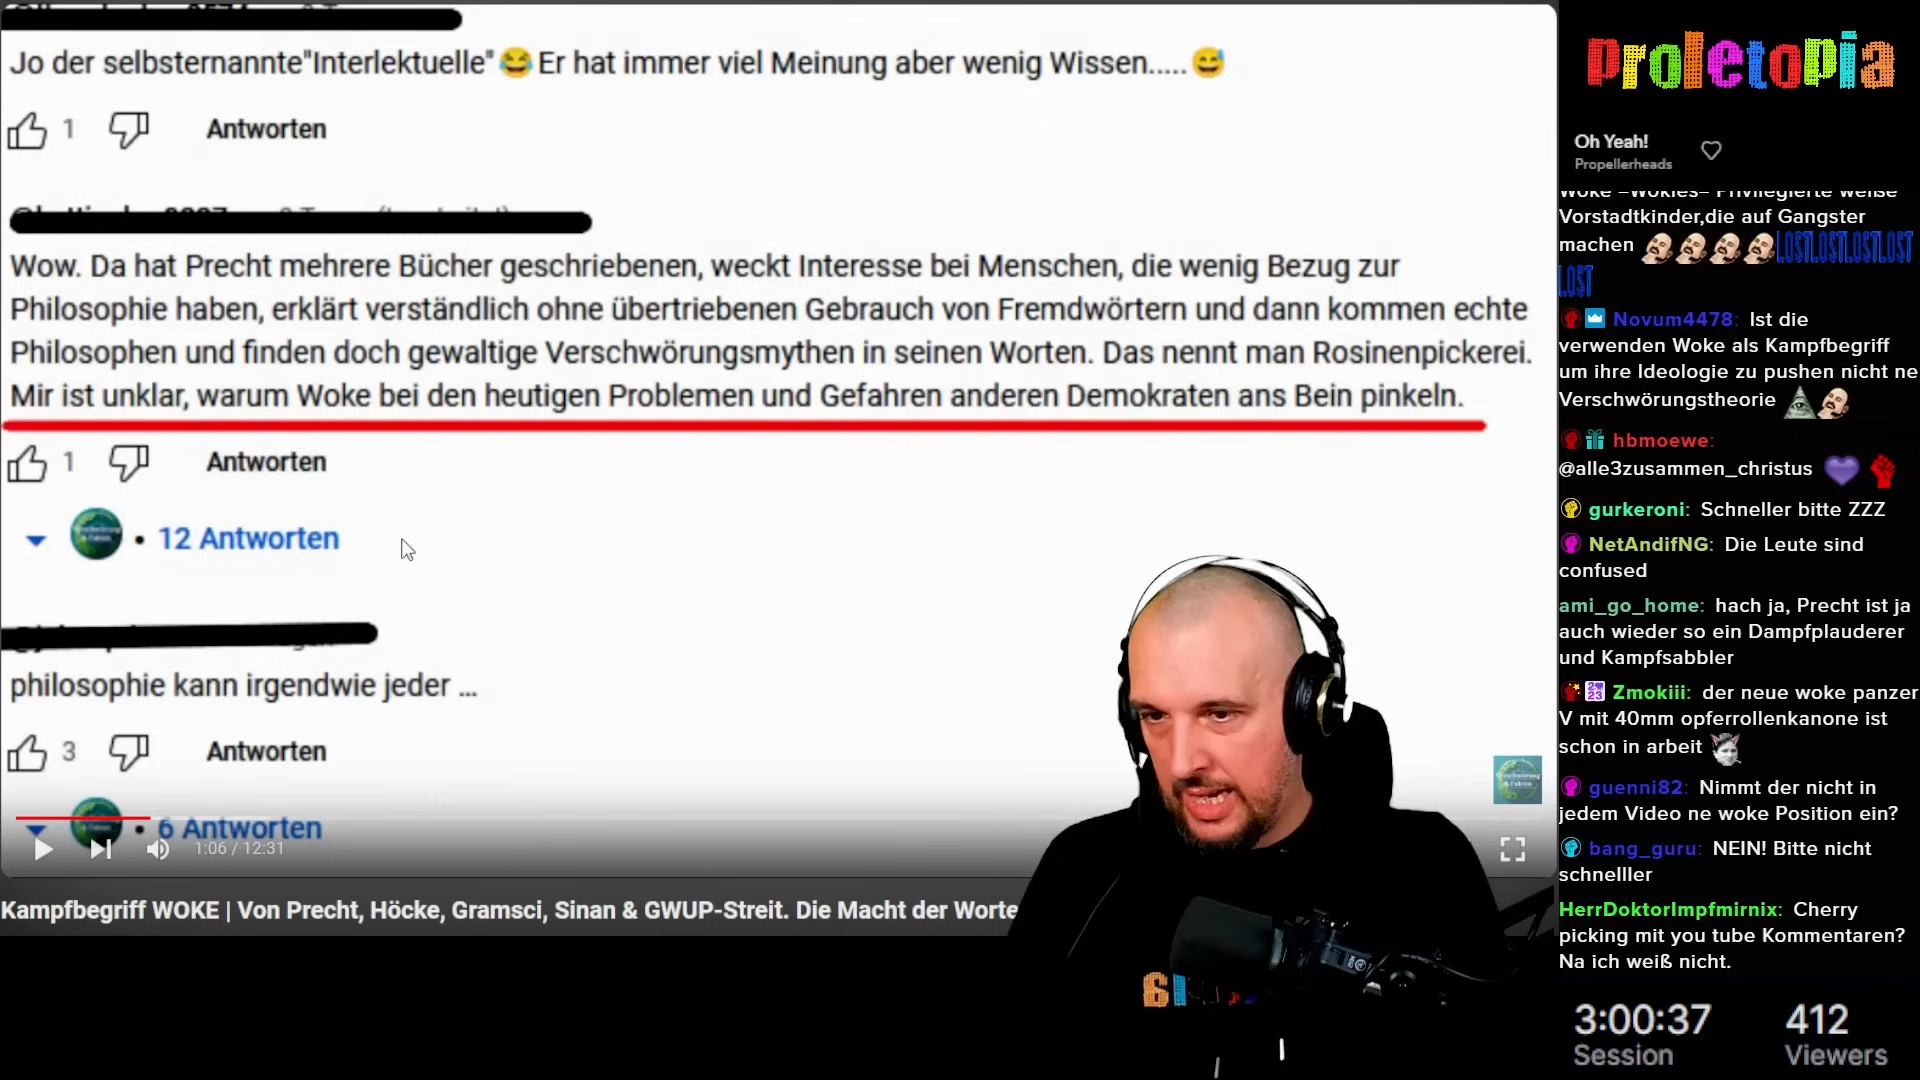 Jo der selbsternannte"Interlektuelle"😂Er hat immer viel Meinung aber wenig Wissen.....😅
1 Antworten
Wow. Da hat Precht mehrere Bücher geschriebenen, weckt Interesse bei Menschen, die wenig Bezug zur
Philosophie haben, erklärt verständlich ohne übertriebenen Gebrauch von Fremdwörtern und dann kommen echte
Philosophen und finden doch gewaltige Verschwörungsmythen in seinen Worten. Das nennt man Rosinenpickerei.
Mir ist unklar, warum Woke bei den heutigen Problemen und Gefahren anderen Demokraten ans Bein pinkeln.
1 Antworten
• 12 Antworten
philosophie kann irgendwie jeder ...
3 Antworten
• 6 Antworten
1:06 / 12:31
Kampfbegriff WOKE | Von Precht, Höcke, Gramsci, Sinan & GWUP-Streit. Die Macht der Worte
Proletopia
Oh Yeah!
Propellerheads
Woke =Wokies= Privilegierte weiße
Vorstadtkinder,die auf Gangster
machen LOST LOST LOST LOST
LOST
Novum4478: Ist die
verwenden Woke als Kampfbegriff
um ihre Ideologie zu pushen nicht ne
Verschwörungstheorie
hbmoewe:
@alle3zusammen_christus
gurkeroni: Schneller bitte ZZZ
NetAndifNG: Die Leute sind
confused
ami_go_home: hach ja, Precht ist ja
auch wieder so ein Dampfplauderer
und Kampfsabbler
Zmokiii: der neue woke panzer
V mit 40mm opferrollenkanone ist
schon in arbeit
guenni82: Nimmt der nicht in
jedem Video ne woke Position ein?
bang_guru: NEIN! Bitte nicht
schnelller
HerrDoktorImpfmirnix: Cherry
picking mit you tube Kommentaren?
Na ich weiß nicht.
3:00:37 412
Session Viewers